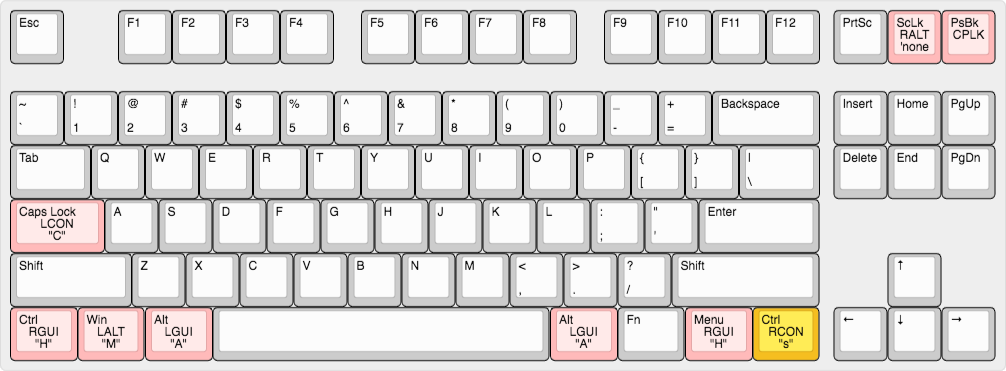 Esc F1 F2 F3 F4 F5 F6 F7 F8 F9 F10 F11 F12 PrtSc ScLk PsBk
RALT CPLK
'none
~ ! @ # $ % ^ & * ( ) _ + Backspace Insert Home PgUp
` 1 2 3 4 5 6 7 8 9 0 - =
Tab Q W E R T Y U I O P { } | Delete End PgDn
[ ] \
Caps Lock A S D F G H J K L : " Enter
LCON
"C" ; '
Shift Z X C V B N M < > ? Shift ↑
, . /
Ctrl Win Alt Alt Fn Menu Ctrl ← ↓ →
RGUI LALT LGUI LGUI RGUI RCON
"H" "M" "A" "A" "H" "s"